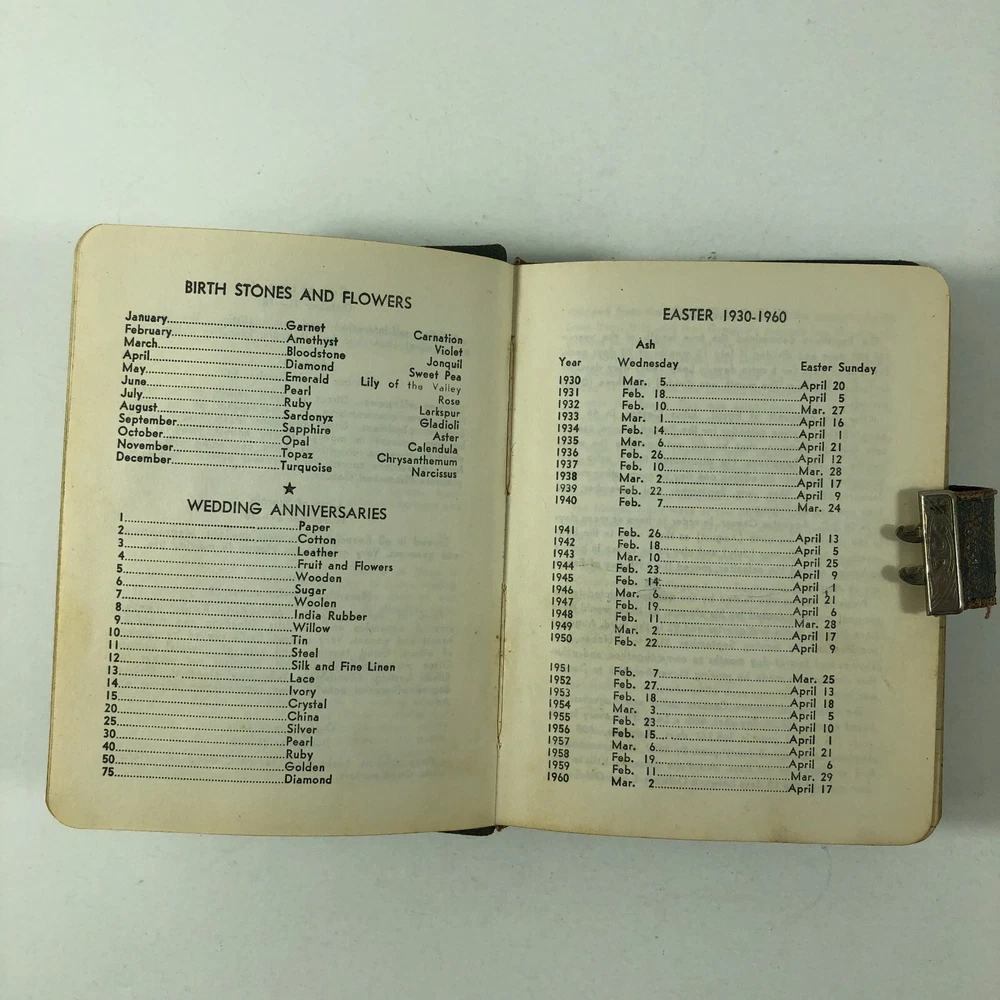 BIRTH STONES AND FLOWERS
January Garnet Carnation
February Amethyst Violet
March Bloodstone Jonquil
April Diamond Sweet Pea
May Emerald Lily of the Valley
June Pearl Rose
July Ruby Larkspur
August Sardonyx Gladioli
September Sapphire Aster
October Opal Calendula
November Topaz Chrysanthemum
December Turquoise Narcissus
★
WEDDING ANNIVERSARIES
1 Paper
2 Cotton
3 Leather
4 Fruit and Flowers
5 Wooden
6 Sugar
7 Woolen
8 India Rubber
9 Willow
10 Tin
11 Steel
12 Silk and Fine Linen
13 Lace
14 Ivory
15 Crystal
20 China
25 Silver
30 Pearl
40 Ruby
50 Golden
75 Diamond
EASTER 1930-1960
Ash
Year Wednesday Easter Sunday
1930 Mar. 5 April 20
1931 Feb. 18 April 5
1932 Feb. 10 Mar. 27
1933 Mar. 1 April 16
1934 Feb. 14 April 1
1935 Mar. 6 April 21
1936 Feb. 26 April 12
1937 Feb. 10 Mar. 28
1938 Mar. 2 April 17
1939 Feb. 22 April 9
1940 Feb. 7 Mar. 24
1941 Feb. 26 April 13
1942 Feb. 18 April 5
1943 Mar. 10 April 25
1944 Feb. 23 April 9
1945 Feb. 14 April 1
1946 Mar. 6 April 21
1947 Feb. 19 April 6
1948 Feb. 11 Mar. 28
1949 Mar. 2 April 17
1950 Feb. 22 April 9
1951 Feb. 7 Mar. 25
1952 Feb. 27 April 13
1953 Feb. 18 April 18
1954 Mar. 3 April 5
1955 Feb. 23 April 10
1956 Feb. 15 April 1
1957 Mar. 6 April 21
1958 Feb. 19 April 6
1959 Feb. 11 Mar. 29
1960 Mar. 2 April 17